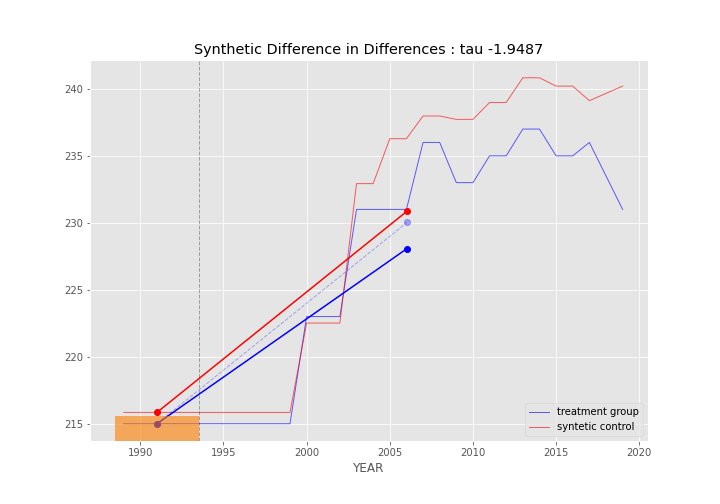 Synthetic Difference in Differences : tau -1.9487
240
235
230
225
220
215
1990 1995 2000 2005 2010 2015 2020
YEAR
treatment group
syntetic control